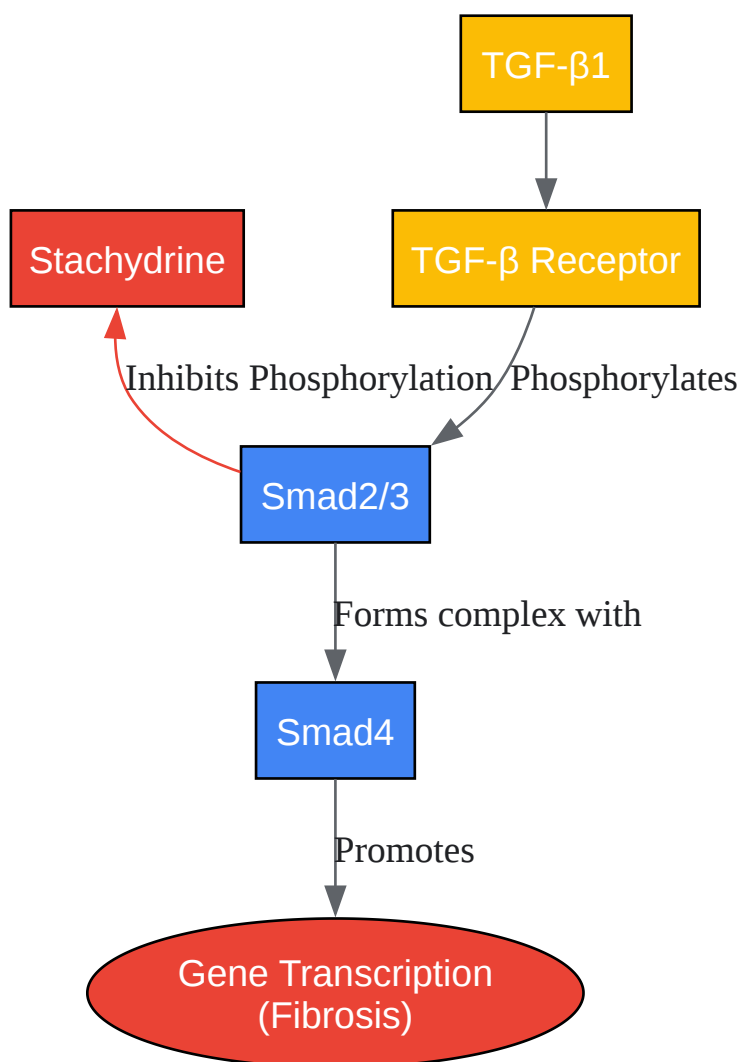 TGF-β1
Stachydrine
TGF-β Receptor
Inhibits Phosphorylation
Phosphorylates
Smad2/3
Forms complex with
Smad4
Promotes
Gene Transcription
(Fibrosis)